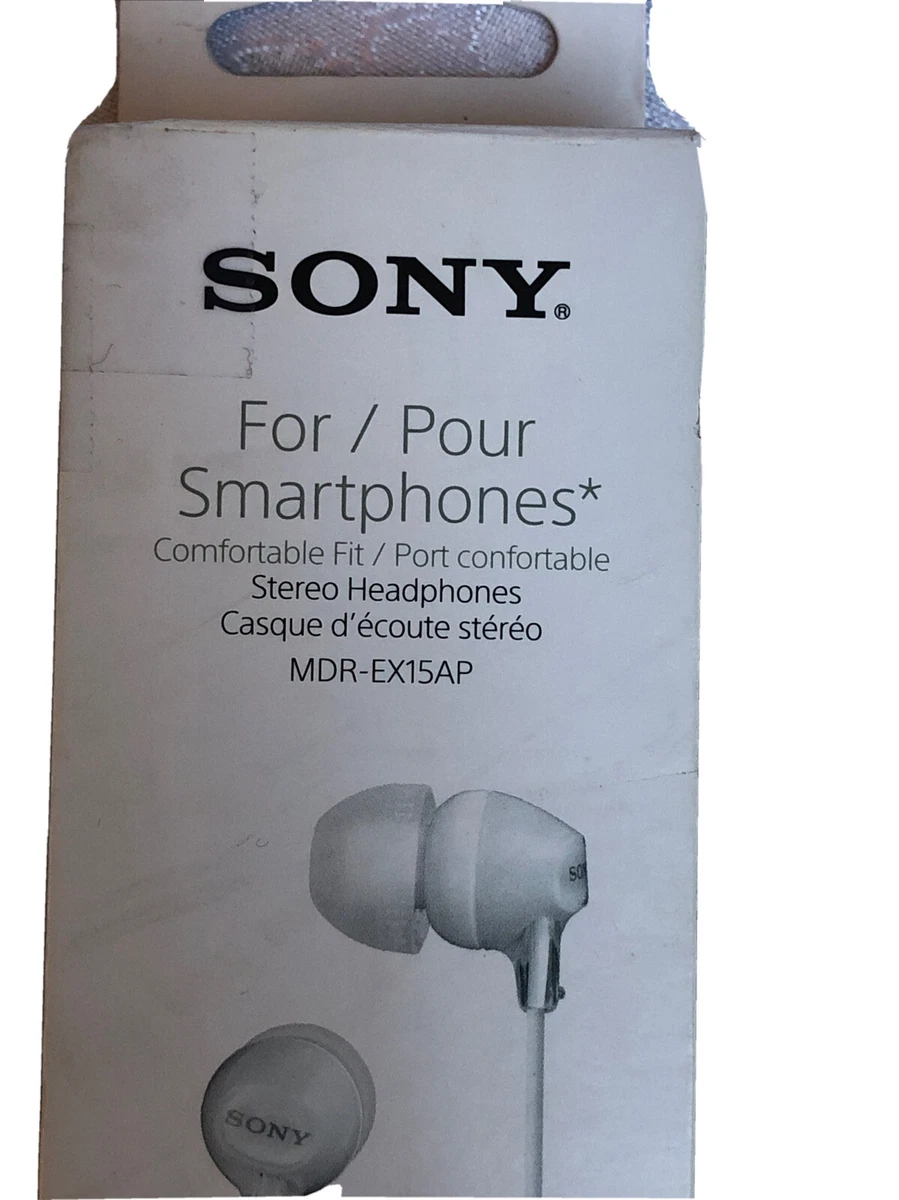 SONY®
For / Pour
Smartphones*
Comfortable Fit / Port confortable
Stereo Headphones
Casque d'écoute stéréo
MDR-EX15AP
SONY